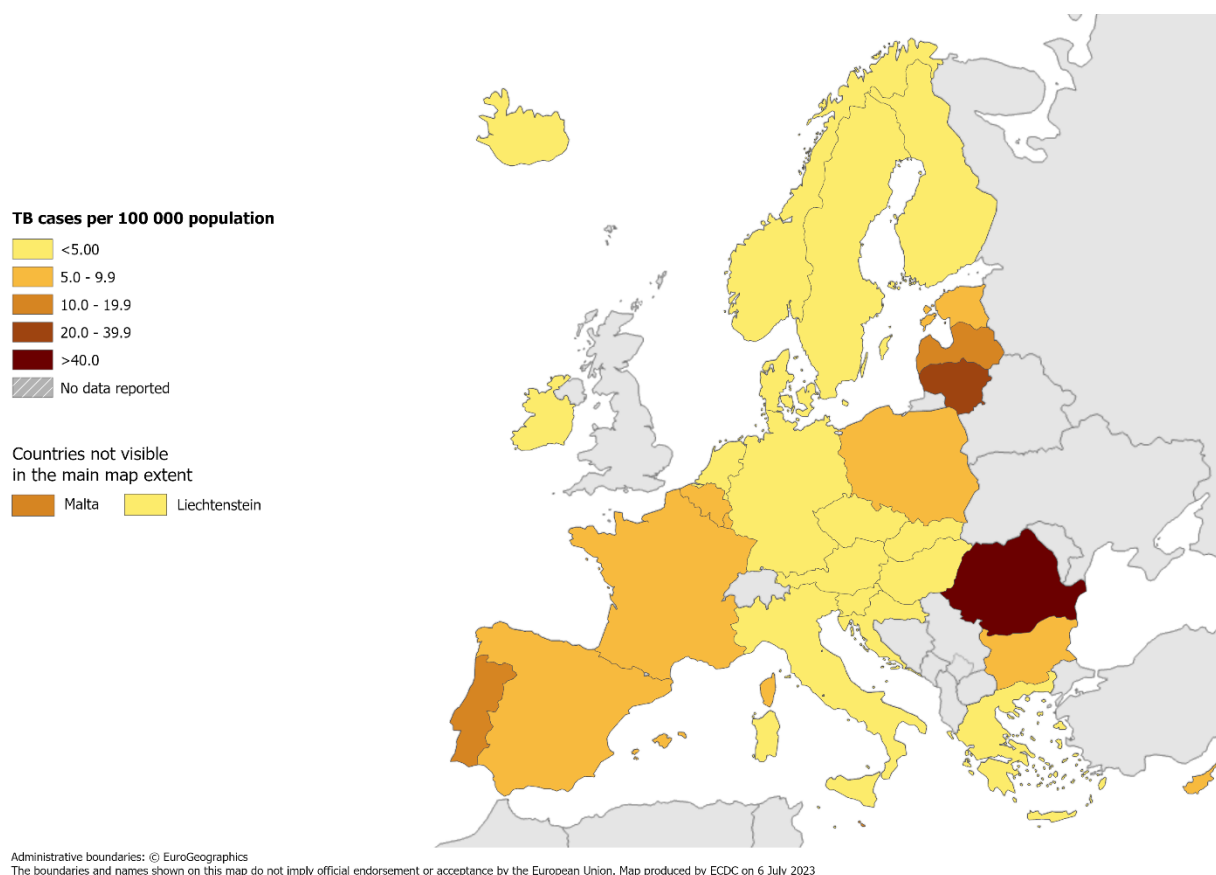 TB cases per 100 000 population
<5.00
5.0 - 9.9
10.0 - 19.9
20.0 - 39.9
>40.0
No data reported
Countries not visible
in the main map extent
Malta Liechtenstein
Administrative boundaries: © EuroGeographics
The boundaries and names shown on this map do not imply official endorsement or acceptance by the European Union. Map produced by ECDC on 6 July 2023